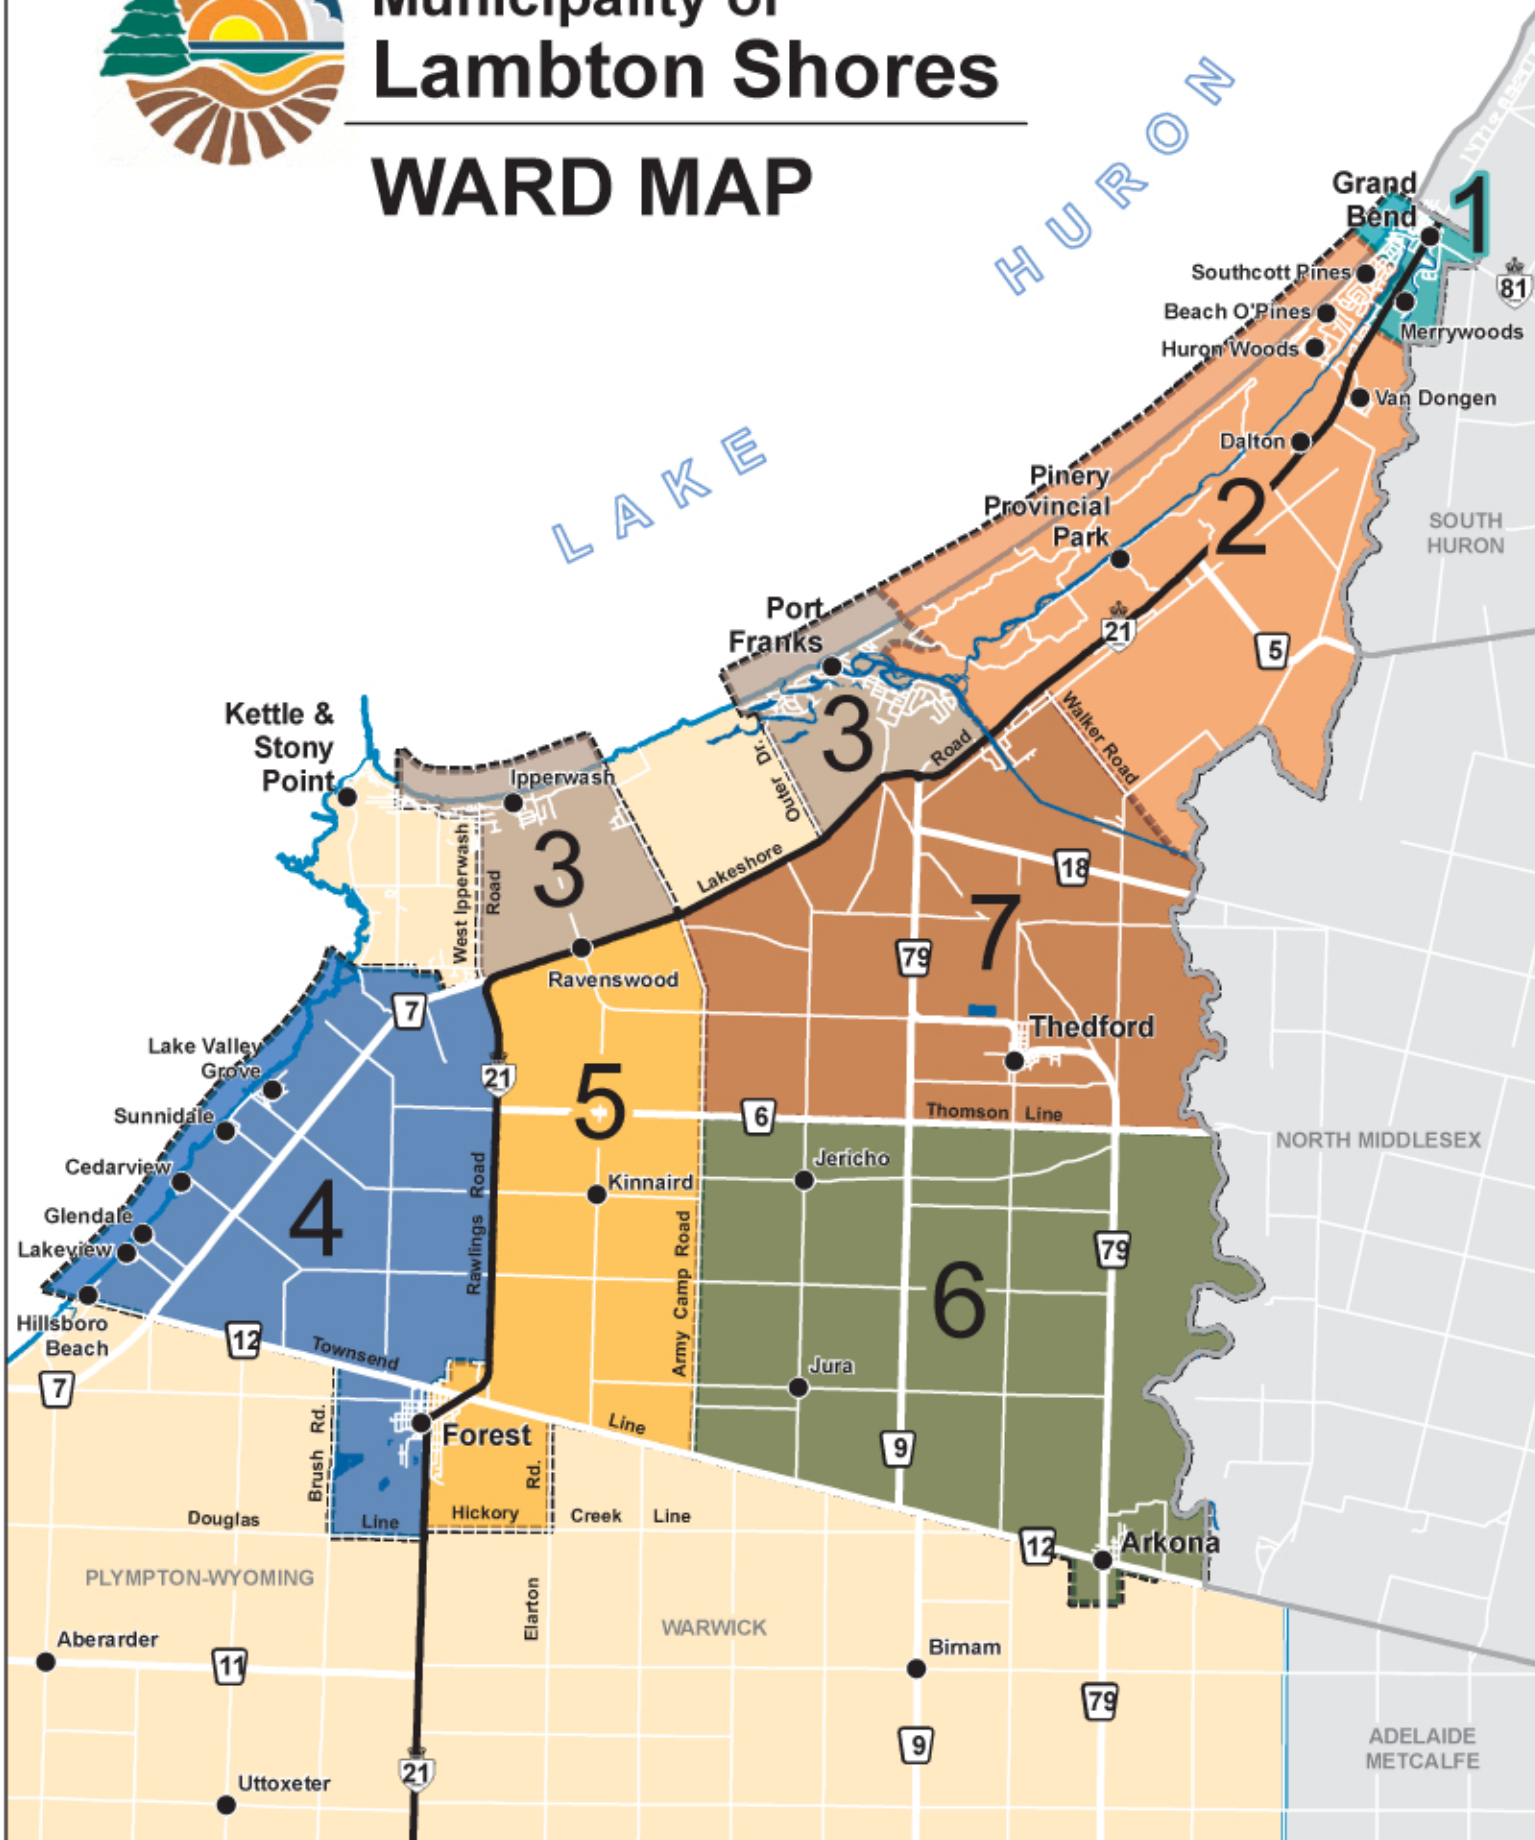 Municipality of
Lambton Shores
WARD MAP
LAKE HURON
Grand
Bend
1
Southcott Pines
81
Beach O'Pines
Merrywoods
Huron Woods
Van Dongen
Dalton
Pinery
Provincial
Park
2
SOUTH
HURON
Port
Franks
21
5
Kettle &
Stony
Point
3
Walker Road
Outer Dr.
Road
Ipperwash
3
West Ipperwash
Road
Lakeshore
18
7
79
Ravenswood
7
Thedford
Lake Valley
Grove
21
5
6
Thomson Line
Sunnidale
NORTH MIDDLESEX
Cedarview
Jericho
Kinnaird
4
Rawlings Road
Army Camp Road
Glendale
Lakeview
79
6
Hillsboro
Beach
12
Townsend
Jura
7
Line
Brush Rd.
Forest
Rd.
9
Douglas
Line
Hickory
Creek Line
12
Arkona
PLYMPTON-WYOMING
Elarton
WARWICK
Aberarder
11
Birnam
79
9
ADELAIDE
METCALFE
21
Uttoxeter